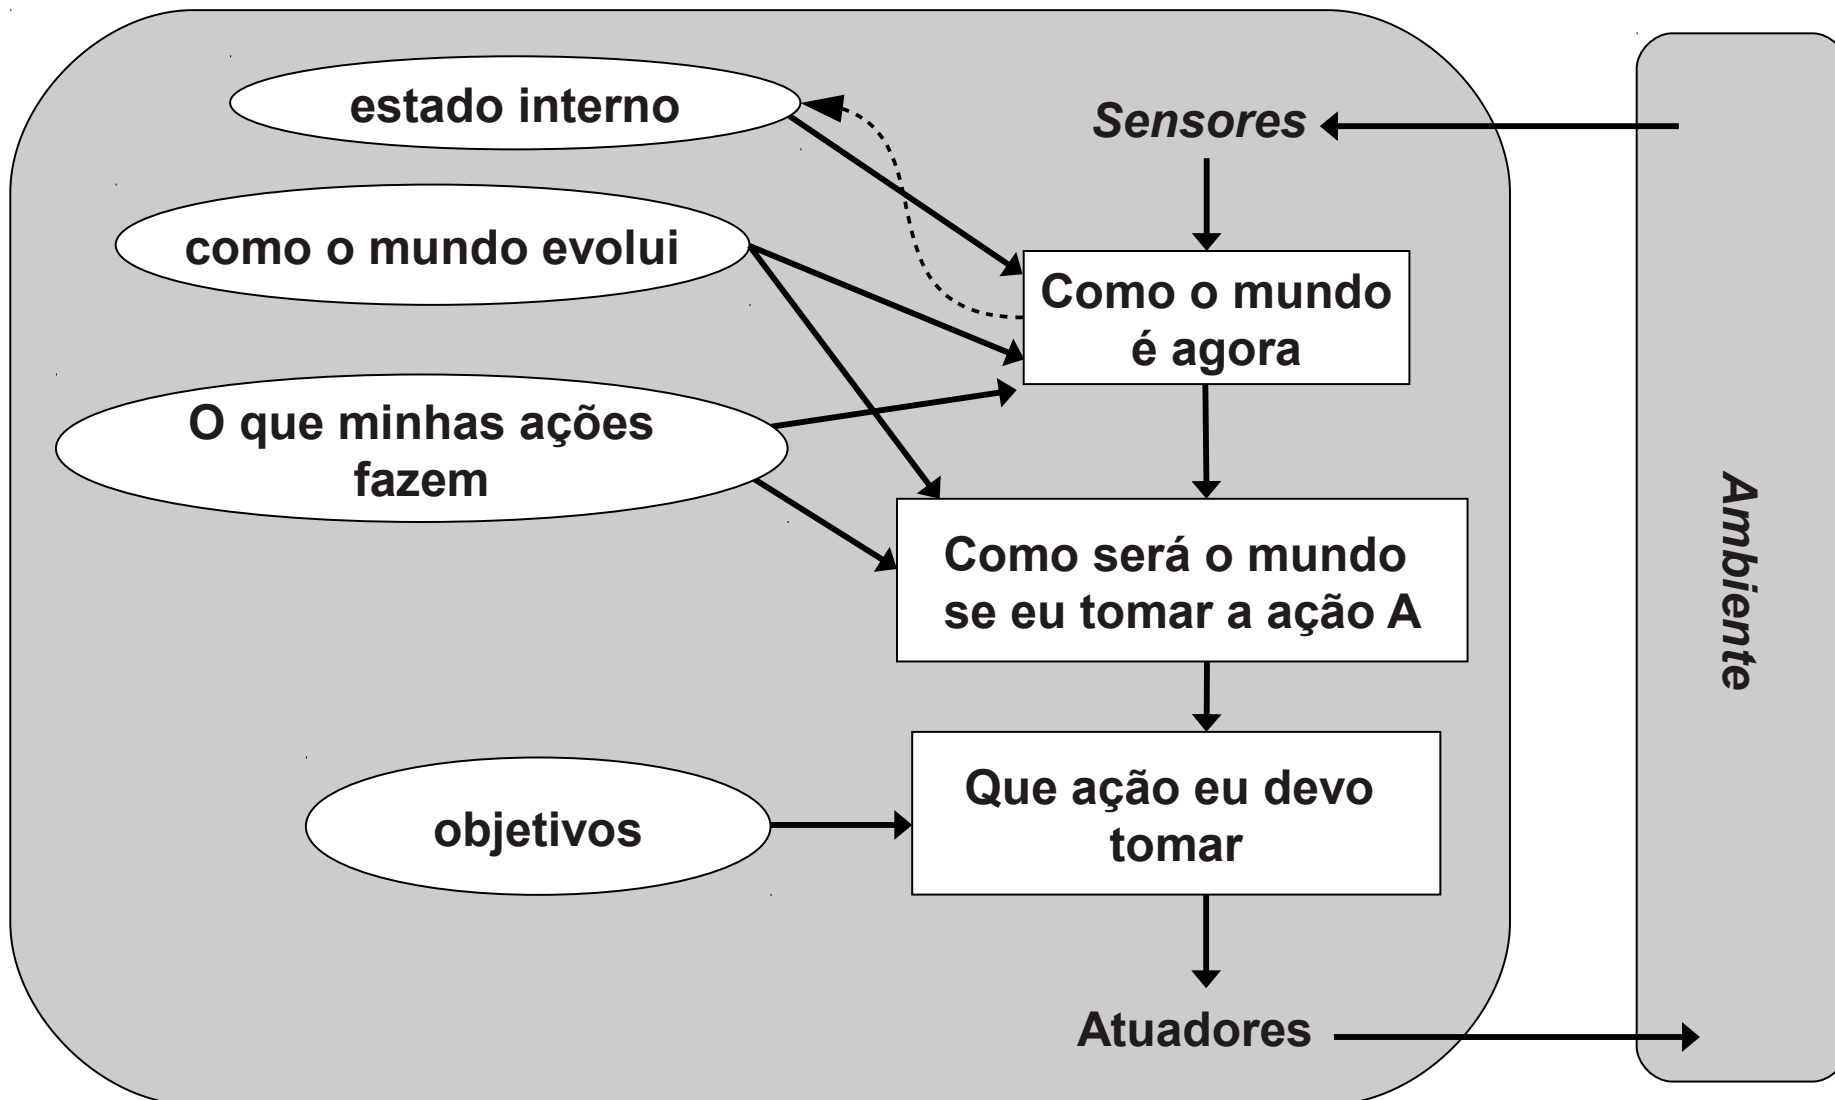 estado interno
Sensores
como o mundo evolui
Como o mundo
é agora
O que minhas ações
fazem
Como será o mundo
se eu tomar a ação A
Ambiente
Que ação eu devo
tomar
objetivos
Atuadores